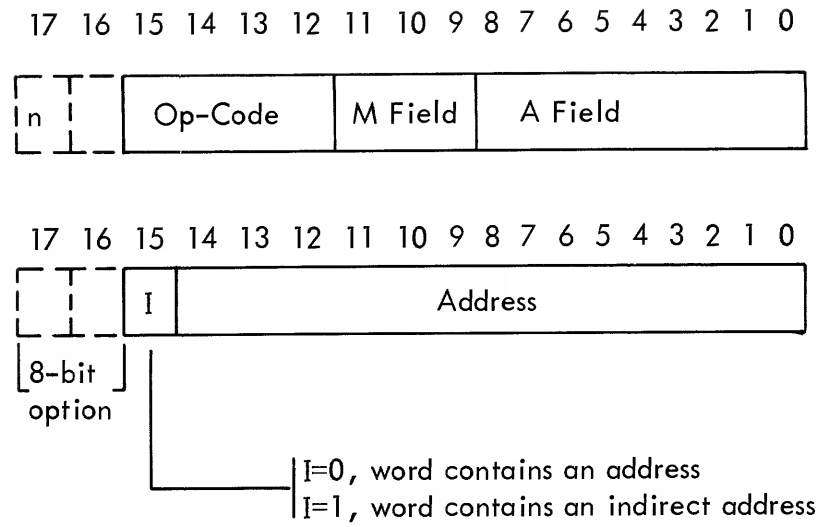 17 16 15 14 13 12 11 10 9 8 7 6 5 4 3 2 1 0
n Op-Code M Field A Field
17 16 15 14 13 12 11 10 9 8 7 6 5 4 3 2 1 0
I Address
8-bit
option
I=0, word contains an address
I=1, word contains an indirect address